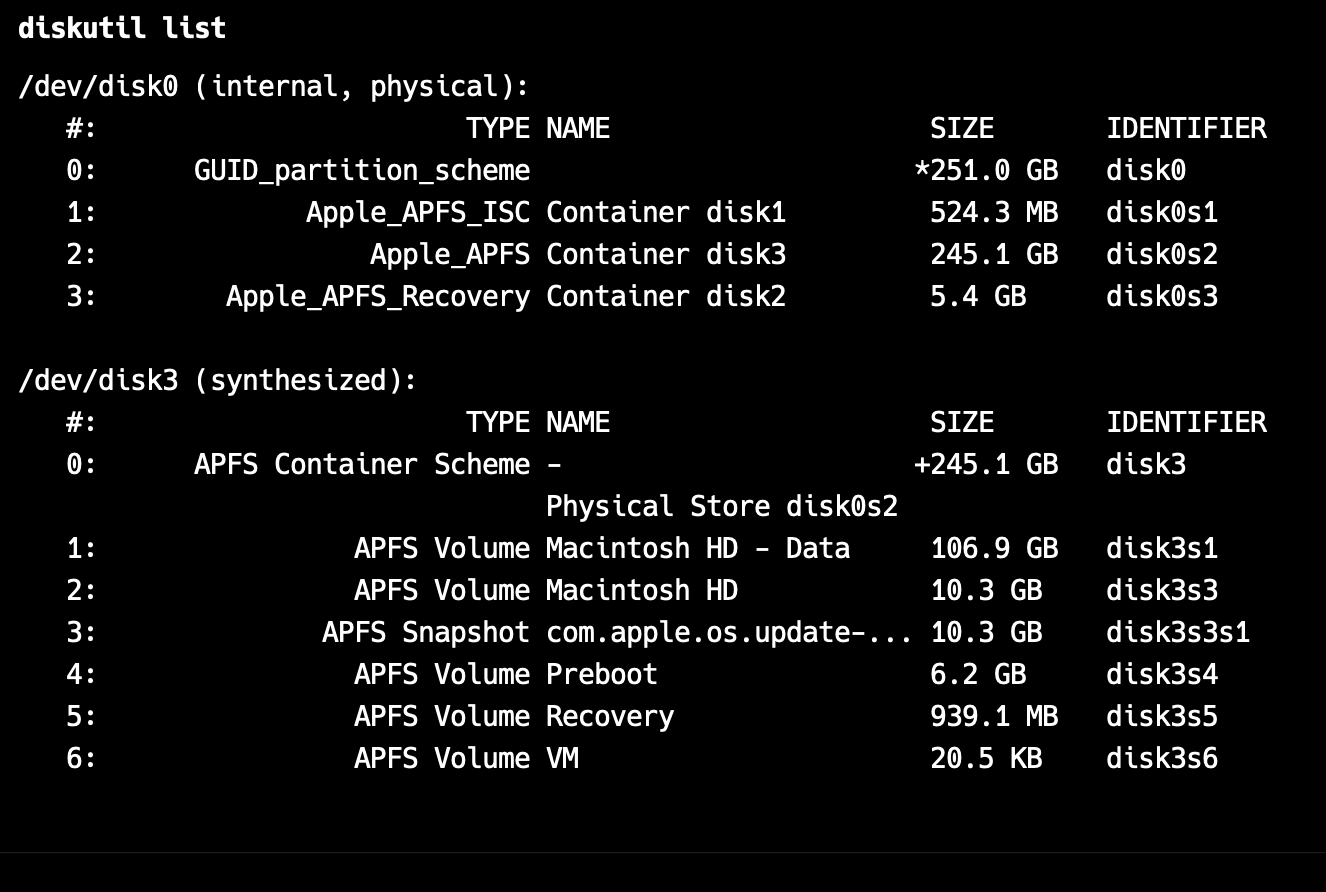 diskutil list
/dev/disk0 (internal, physical):
   #:                       TYPE NAME                    SIZE       IDENTIFIER
   0:      GUID_partition_scheme                        *251.0 GB   disk0
   1:             Apple_APFS_ISC Container disk1         524.3 MB   disk0s1
   2:                 Apple_APFS Container disk3         245.1 GB   disk0s2
   3:        Apple_APFS_Recovery Container disk2         5.4 GB     disk0s3

/dev/disk3 (synthesized):
   #:                       TYPE NAME                    SIZE       IDENTIFIER
   0:      APFS Container Scheme -                      +245.1 GB   disk3
                                 Physical Store disk0s2
   1:                APFS Volume Macintosh HD - Data     106.9 GB   disk3s1
   2:                APFS Volume Macintosh HD            10.3 GB    disk3s3
   3:              APFS Snapshot com.apple.os.update-... 10.3 GB    disk3s3s1
   4:                APFS Volume Preboot                 6.2 GB     disk3s4
   5:                APFS Volume Recovery                939.1 MB   disk3s5
   6:                APFS Volume VM                      20.5 KB    disk3s6